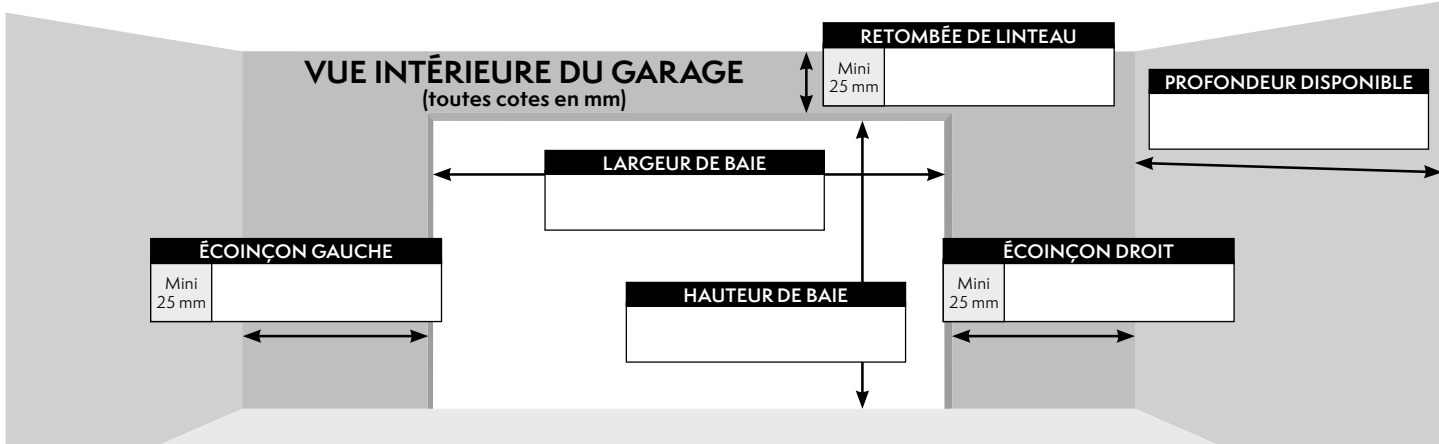 RETOMBÉE DE LINTEAU
Mini
25 mm
VUE INTÉRIEURE DU GARAGE
(toutes cotes en mm)
PROFONDEUR DISPONIBLE
LARGEUR DE BAIE
ÉCOINÇON GAUCHE
Mini
25 mm
ÉCOINÇON DROIT
Mini
25 mm
HAUTEUR DE BAIE